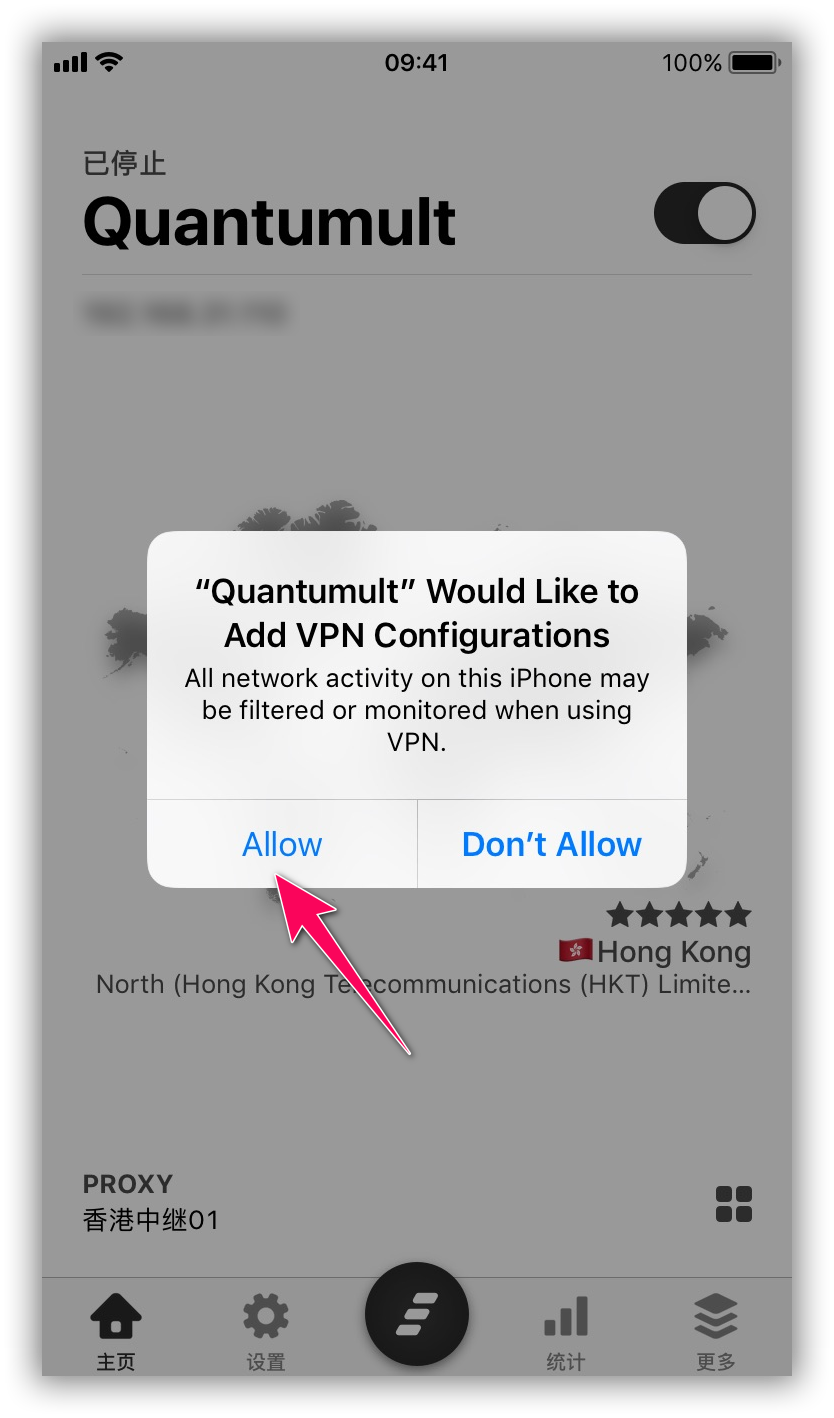 09:41
100%
已停止
Quantumult
“Quantumult” Would Like to
Add VPN Configurations
All network activity on this iPhone may
be filtered or monitored when using
VPN.
Allow
Don’t Allow
Hong Kong
North (Hong Kong Telecommunications (HKT) Limite...
PROXY
香港中继01
主页
设置
统计
更多